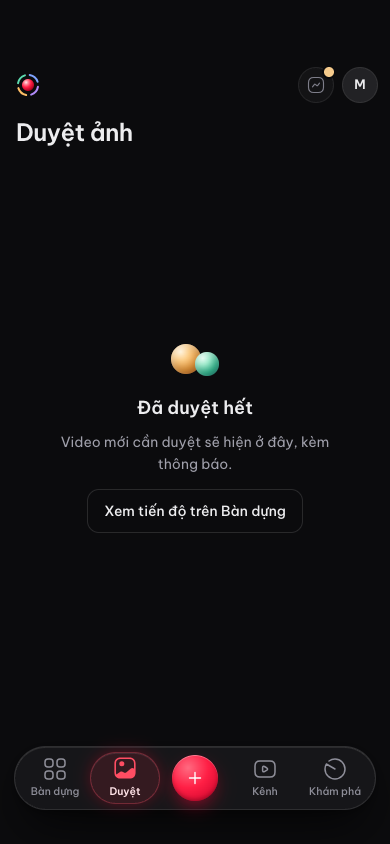 M
Duyệt ảnh
Đã duyệt hết
Video mới cần duyệt sẽ hiện ở đây, kèm
thông báo.
Xem tiến độ trên Bàn dựng
Bàn dựng
Duyệt
Kênh
Khám phá